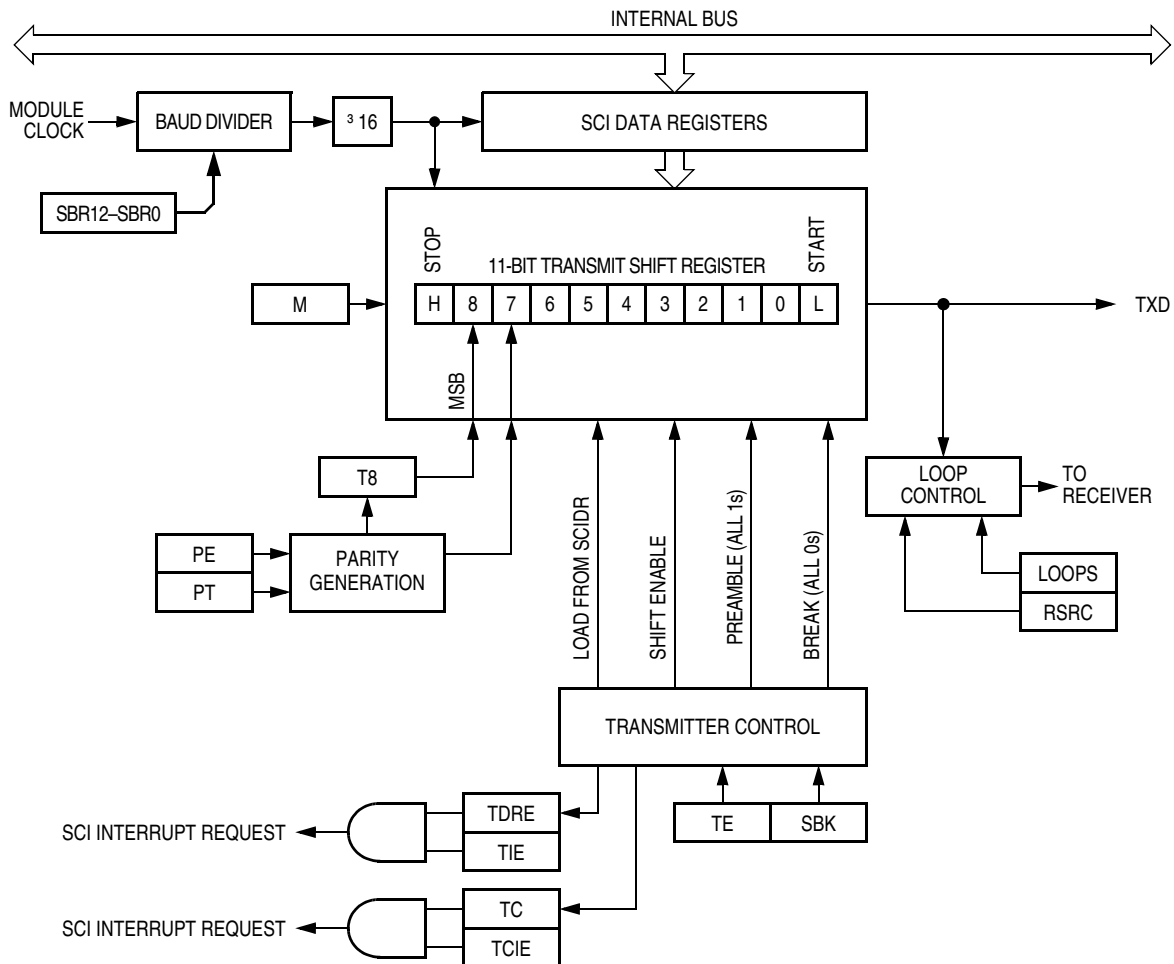 INTERNAL BUS
MODULE
CLOCK
BAUD DIVIDER
³ 16
SCI DATA REGISTERS
SBR12–SBR0
STOP
11-BIT TRANSMIT SHIFT REGISTER
START
H 8 7 6 5 4 3 2 1 0 L
M
TXD
MSB
T8
LOOP
CONTROL
TO
RECEIVER
PE
PT
PARITY
GENERATION
LOAD FROM SCIDR
SHIFT ENABLE
PREAMBLE (ALL 1s)
BREAK (ALL 0s)
LOOPS
RSRC
TRANSMITTER CONTROL
TE
SBK
SCI INTERRUPT REQUEST
TDRE
TIE
SCI INTERRUPT REQUEST
TC
TCIE